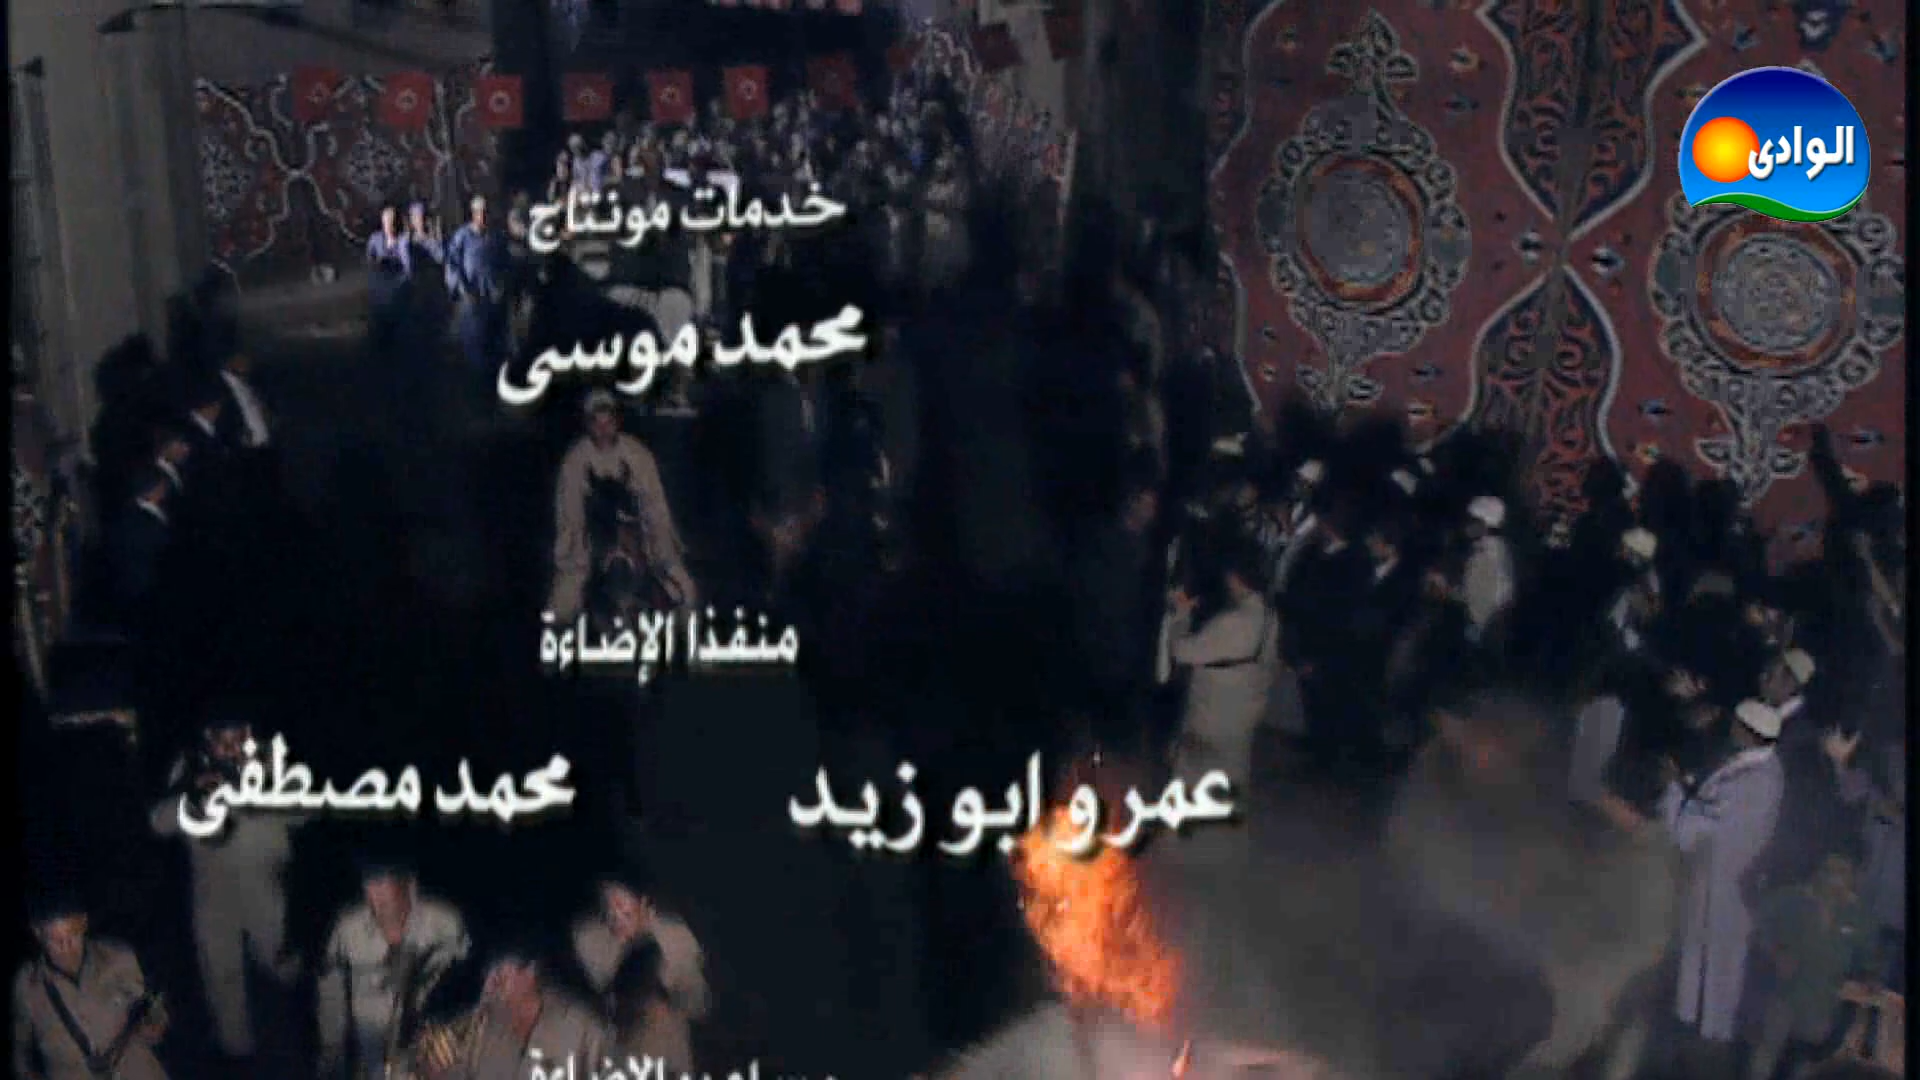 الوادى
خدمات مونتاج
محمد موسى
منفذا الإضاءة
عمرو ابو زيد
محمد مصطفى